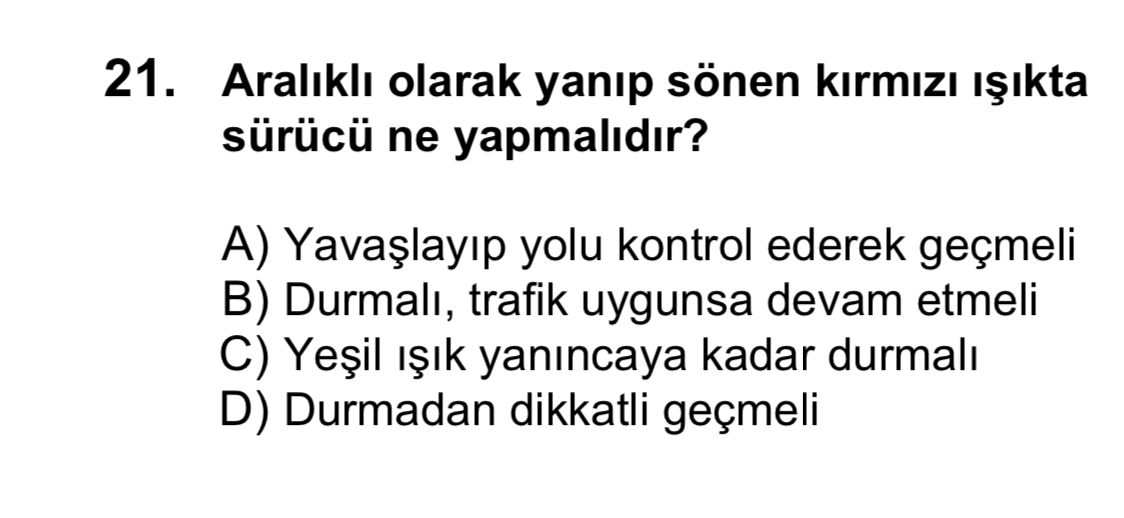 21. Aralıklı olarak yanıp sönen kırmızı ışıkta
sürücü ne yapmalıdır?
A) Yavaşlayıp yolu kontrol ederek geçmeli
B) Durmalı, trafik uygunsa devam etmeli
C) Yeşil ışık yanıncaya kadar durmalı
D) Durmadan dikkatli geçmeli